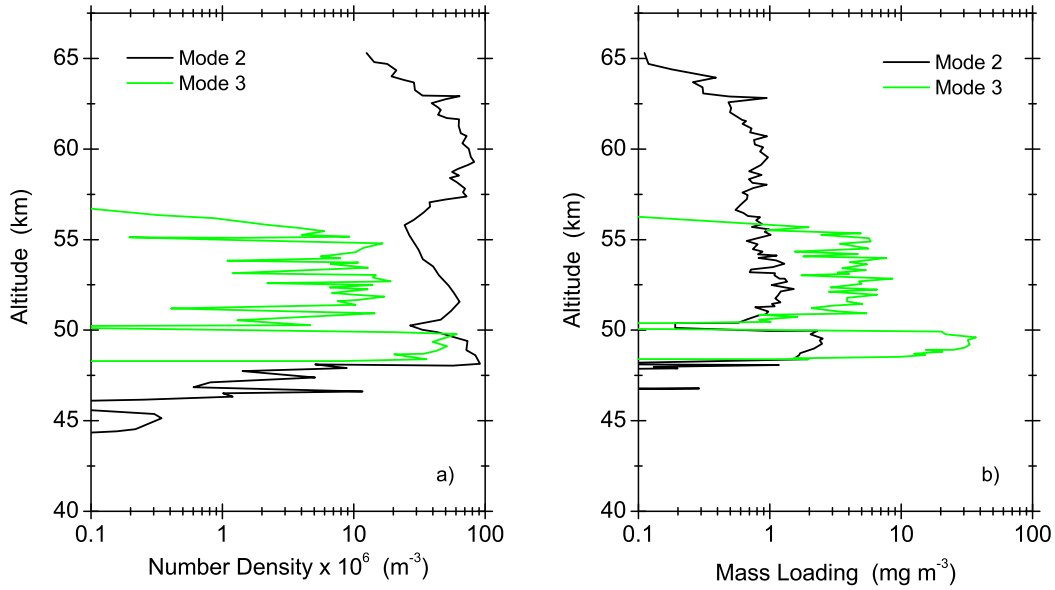 Mode 2
Mode 3
65
60
55
50
45
40
Altitude (km)
0.1 1 10 100
Number Density x 10⁶ (m⁻³)
a)
Mode 2
Mode 3
65
60
55
50
45
40
Altitude (km)
0.1 1 10 100
Mass Loading (mg m⁻³)
b)